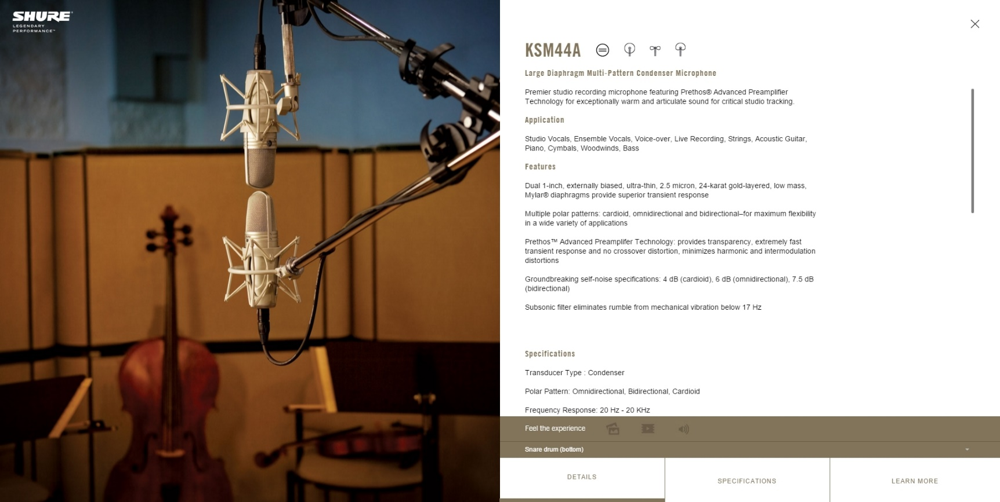 SHURE
LEGENDARY
PERFORMANCE™
KSM44A
Large Diaphragm Multi-Pattern Condenser Microphone
Premier studio recording microphone featuring Prethos® Advanced Preamplifier
Technology for exceptionally warm and articulate sound for critical studio tracking.
Application
Studio Vocals, Ensemble Vocals, Voice-over, Live Recording, Strings, Acoustic Guitar,
Piano, Cymbals, Woodwinds, Bass
Features
Dual 1-inch, externally biased, ultra-thin, 2.5 micron, 24-karat gold-layered, low mass,
Mylar® diaphragms provide superior transient response
Multiple polar patterns: cardioid, omnidirectional and bidirectional–for maximum flexibility
in a wide variety of applications
Prethos™ Advanced Preamplifer Technology: provides transparency, extremely fast
transient response and no crossover distortion, minimizes harmonic and intermodulation
distortions
Groundbreaking self-noise specifications: 4 dB (cardioid), 6 dB (omnidirectional), 7.5 dB
(bidirectional)
Subsonic filter eliminates rumble from mechanical vibration below 17 Hz
Specifications
Transducer Type : Condenser
Polar Pattern: Omnidirectional, Bidirectional, Cardioid
Frequency Response: 20 Hz - 20 KHz
Feel the experience
Snare drum (bottom)
DETAILS
SPECIFICATIONS
LEARN MORE